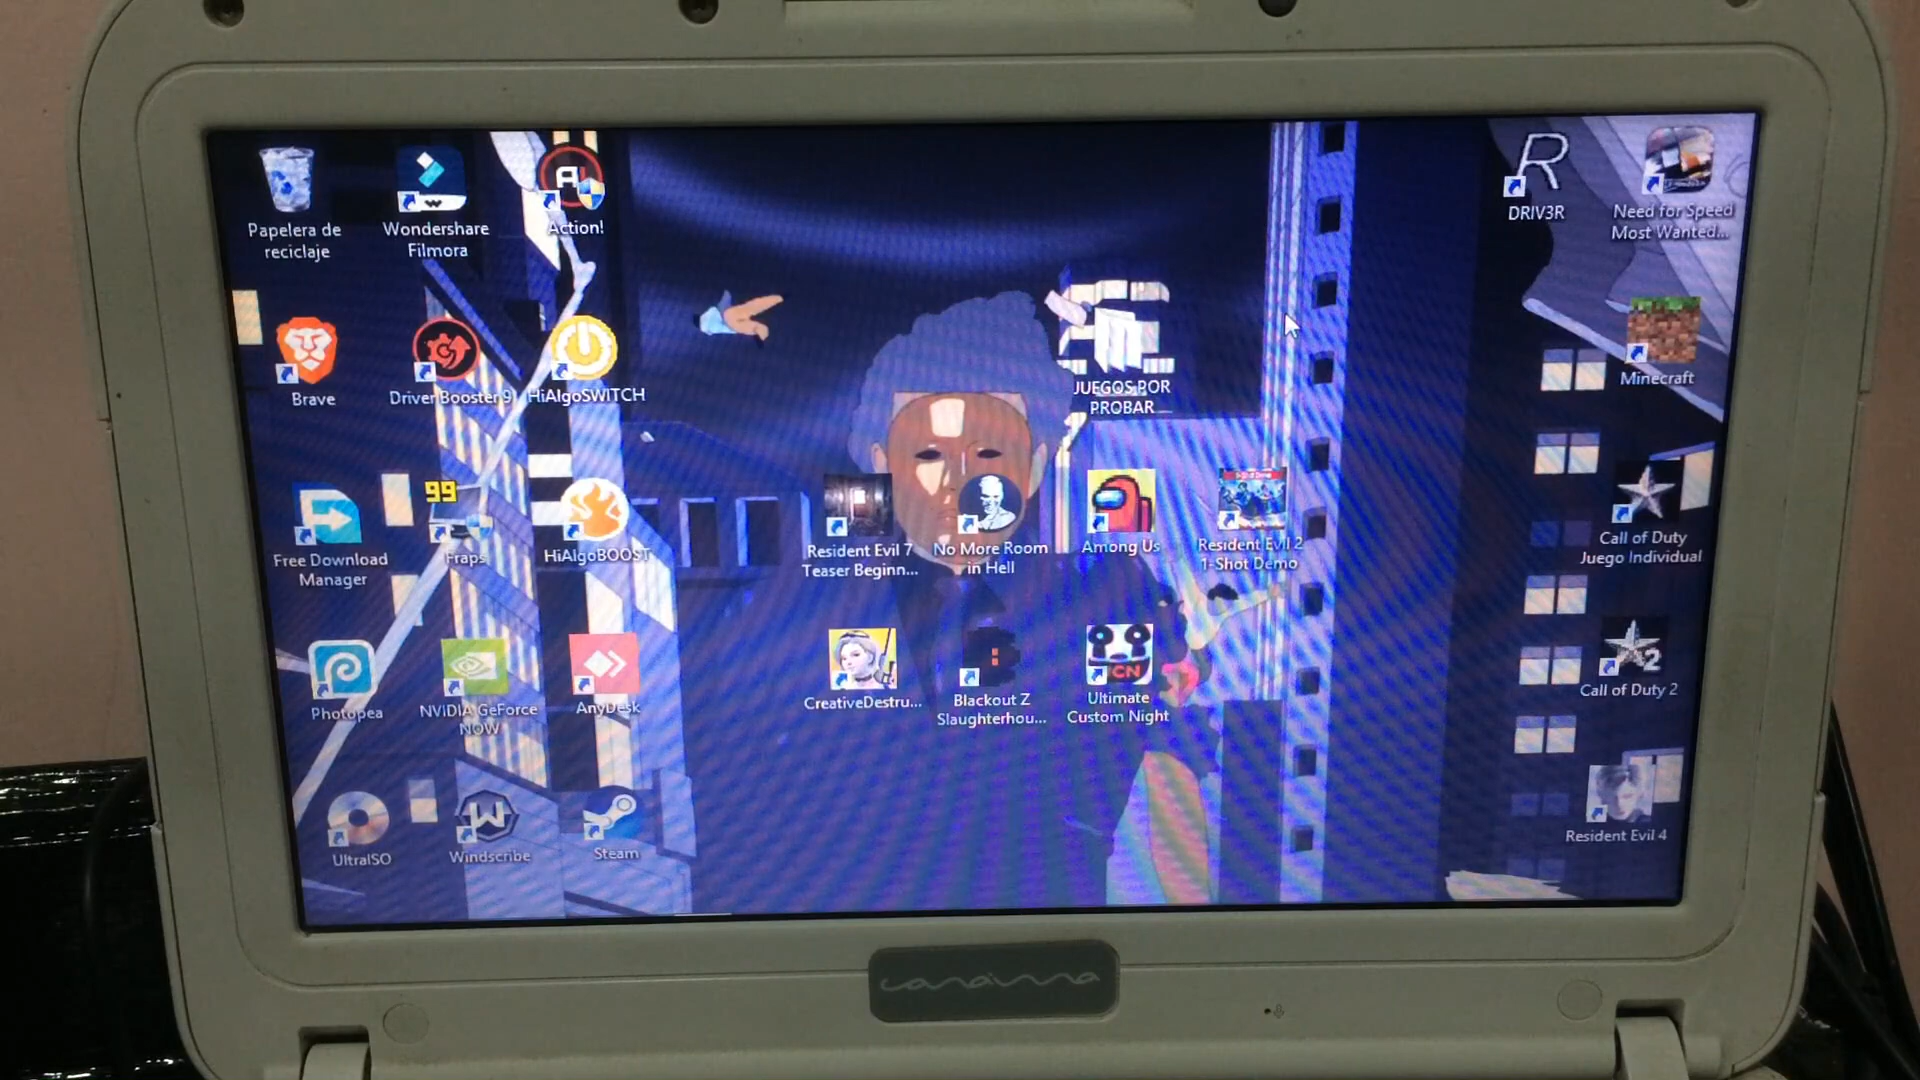 Papelera de
reciclaje
Wondershare
Filmora
Action!
DRIV3R
Need for Speed
Most Wanted...
Brave
Driver Booster 9
HiAlgoSWITCH
JUEGOS POR
PROBAR
Minecraft
Free Download
Manager
99
Fraps
HiAlgoBOOST
Resident Evil 7
Teaser Beginn...
No More Room
in Hell
Among Us
Resident Evil 2
1-Shot Demo
Call of Duty
Juego Individual
Photopea
NVIDIA GeForce
NOW
AnyDesk
CreativeDestru...
Blackout Z
Slaughterhou...
UCN
Ultimate
Custom Night
2
Call of Duty 2
UltraISO
Windscribe
Steam
Resident Evil 4
canaima